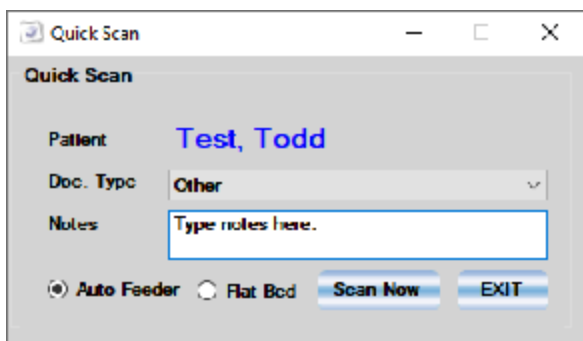 Quick Scan
Quick Scan
Patient Test, Todd
Doc. Type Other
Notes Type notes here.
Auto Feeder Flat Bed Scan Now EXIT